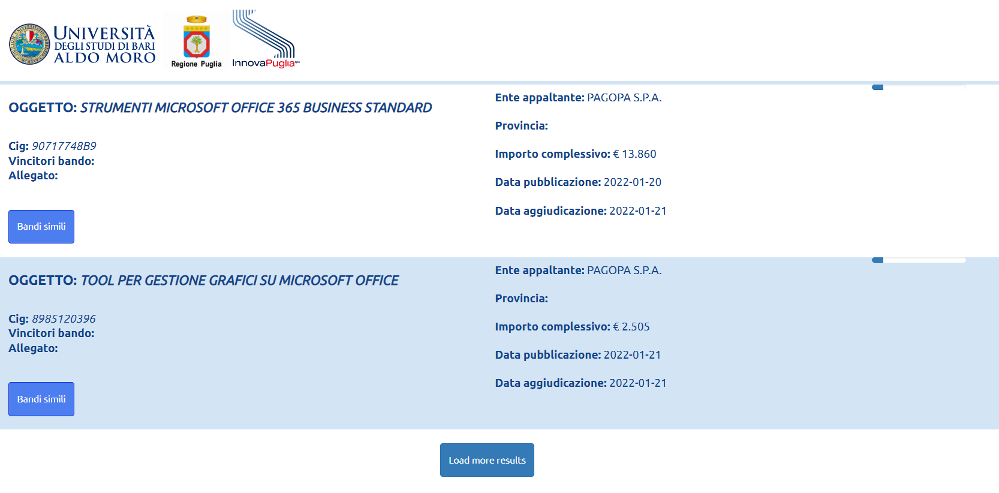 UNIVERSITÀ
DEGLI STUDI DI BARI
ALDO MORO
Regione Puglia
InnovaPuglia spa
OGGETTO: STRUMENTI MICROSOFT OFFICE 365 BUSINESS STANDARD
Cig: 90717748B9
Vincitori bando:
Allegato:
Bandi simili
Ente appaltante: PAGOPA S.P.A.
Provincia:
Importo complessivo: € 13.860
Data pubblicazione: 2022-01-20
Data aggiudicazione: 2022-01-21
OGGETTO: TOOL PER GESTIONE GRAFICI SU MICROSOFT OFFICE
Cig: 8985120396
Vincitori bando:
Allegato:
Bandi simili
Ente appaltante: PAGOPA S.P.A.
Provincia:
Importo complessivo: € 2.505
Data pubblicazione: 2022-01-21
Data aggiudicazione: 2022-01-21
Load more results